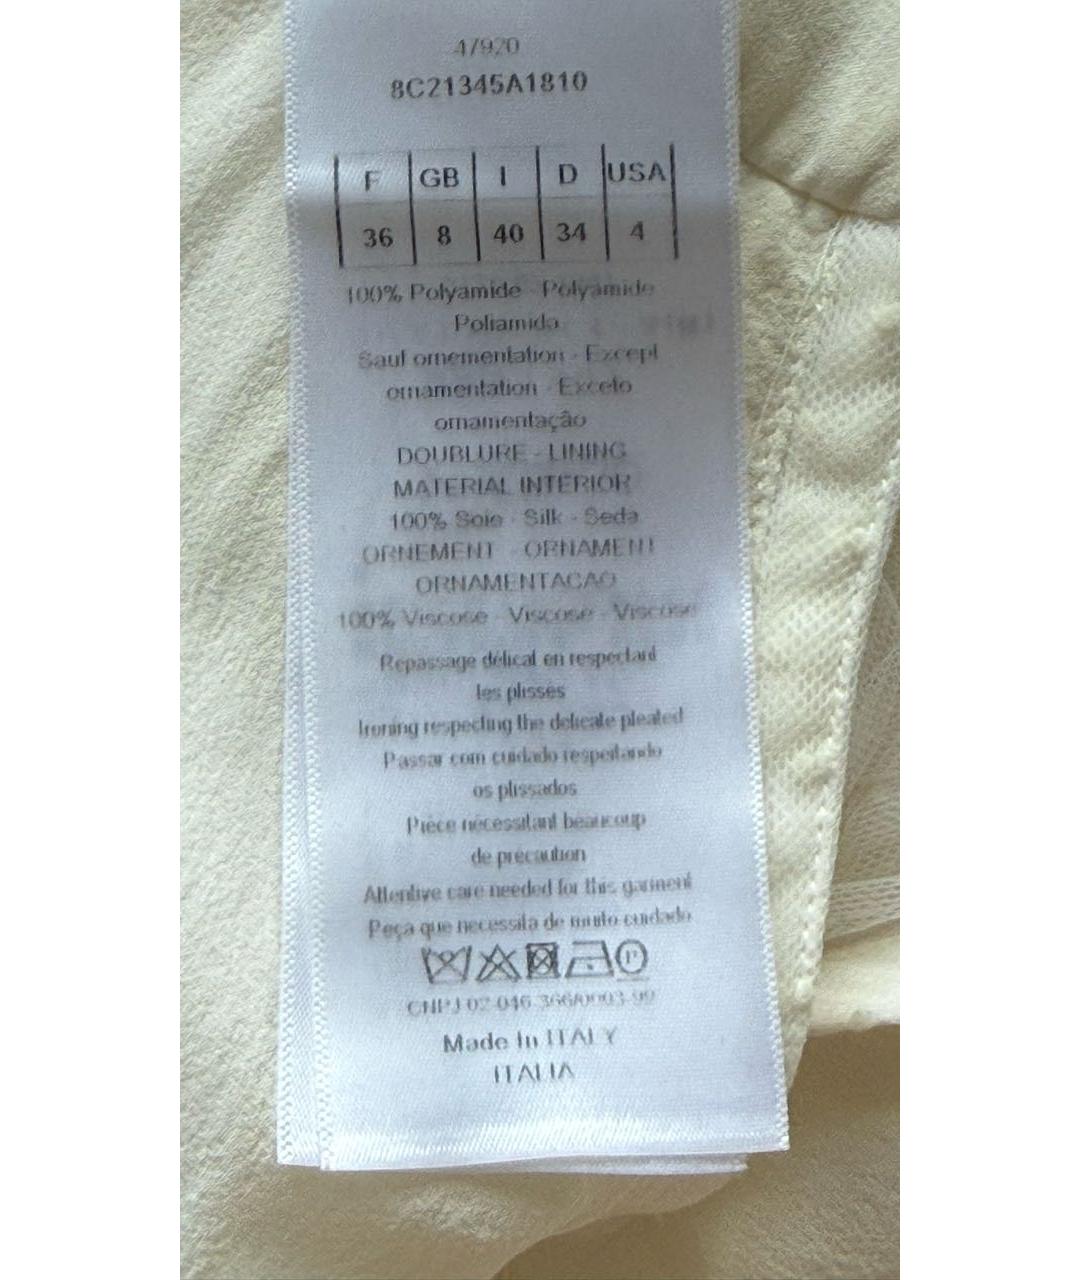 47920
8C21345A1810
F GB I D USA
36 8 40 34 4
100% Polyamide - Polyamide
Poliamida
Sauf ornementation - Except
ornamentation - Exceto
ornamentação
DOUBLURE - LINING
MATERIAL INTERIOR
100% Soie - Silk - Seda
ORNEMENT - ORNAMENT
ORNAMENTACAO
100% Viscose - Viscose - Viscose
Repassage délicat en respectant
les plissés
Ironing respecting the delicate pleated
Passar com cuidado respeitando
os plissados
Pièce nécessitant beaucoup
de précaution
Attentive care needed for this garment
Peça que necessita de muito cuidado
P
CNPJ 02-046-366/0003-99
Made In ITALY
ITALIA